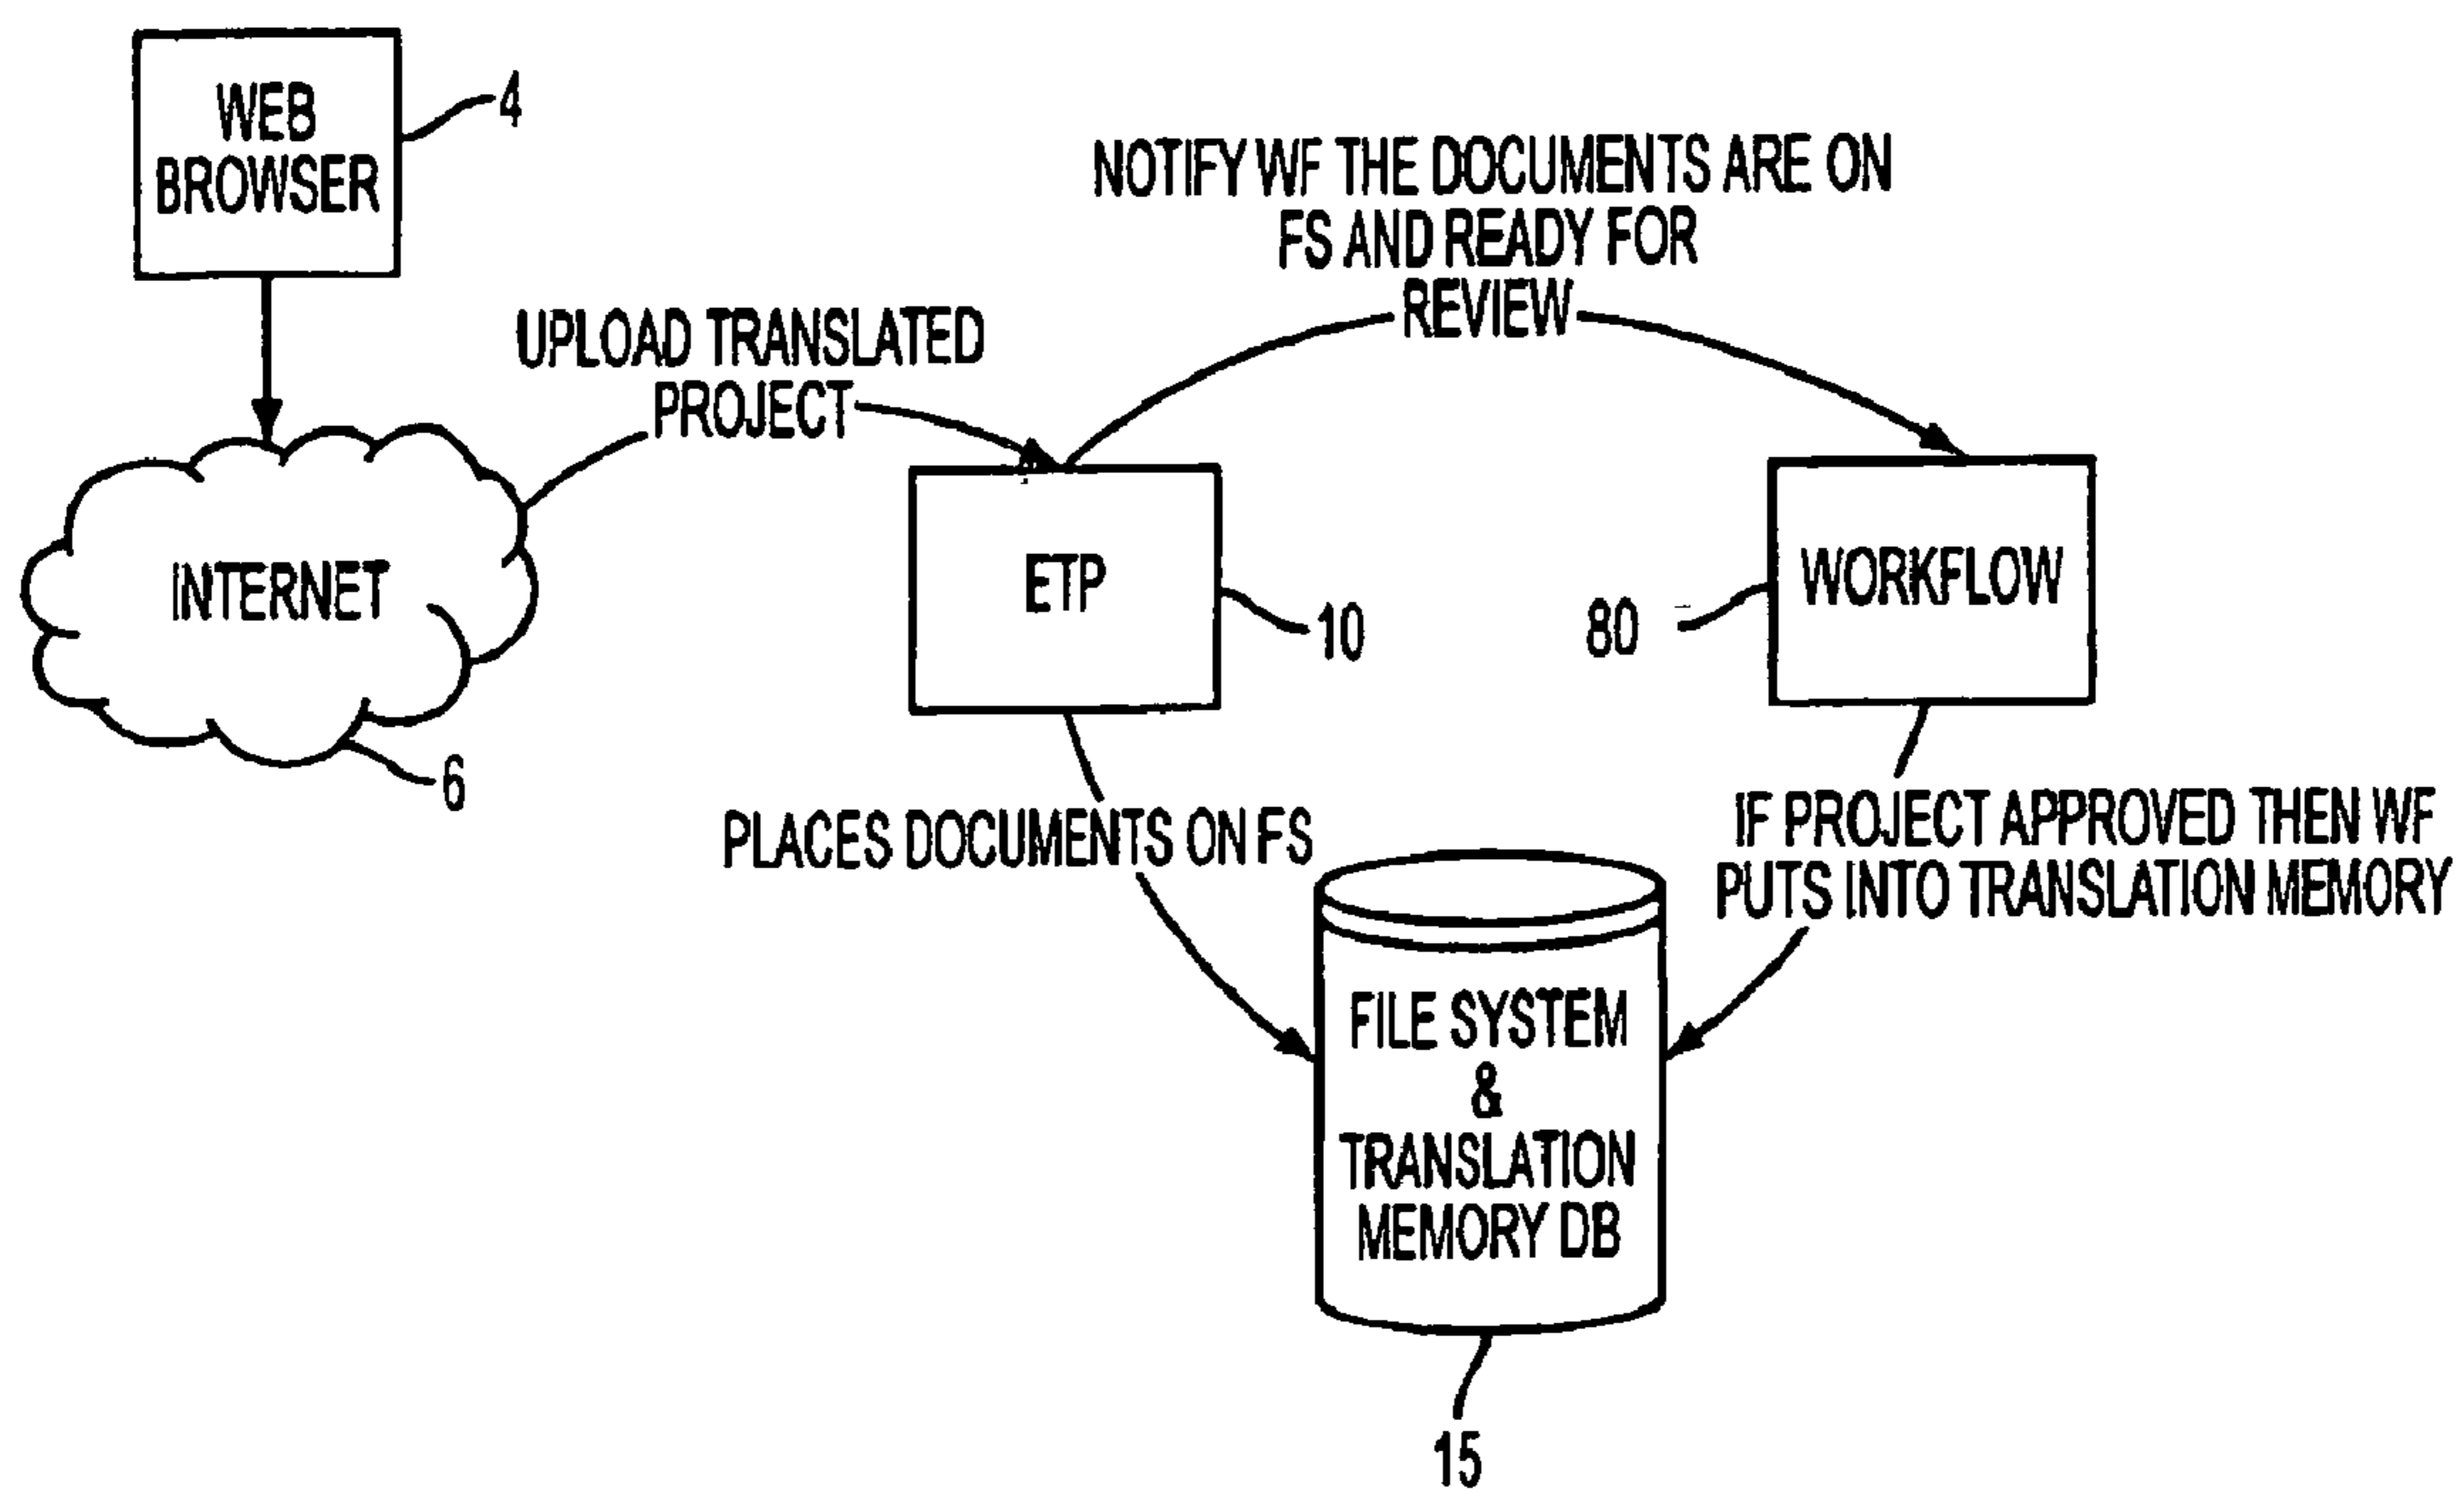 WEB
BROWSER
4
NOTIFY WF THE DOCUMENTS ARE ON
FS AND READY FOR
REVIEW
UPLOAD TRANSLATED
PROJECT
INTERNET
6
ETP
10
80
WORKFLOW
PLACES DOCUMENTS ON FS
IF PROJECT APPROVED THEN WF
PUTS INTO TRANSLATION MEMORY
FILE SYSTEM
&
TRANSLATION
MEMORY DB
15